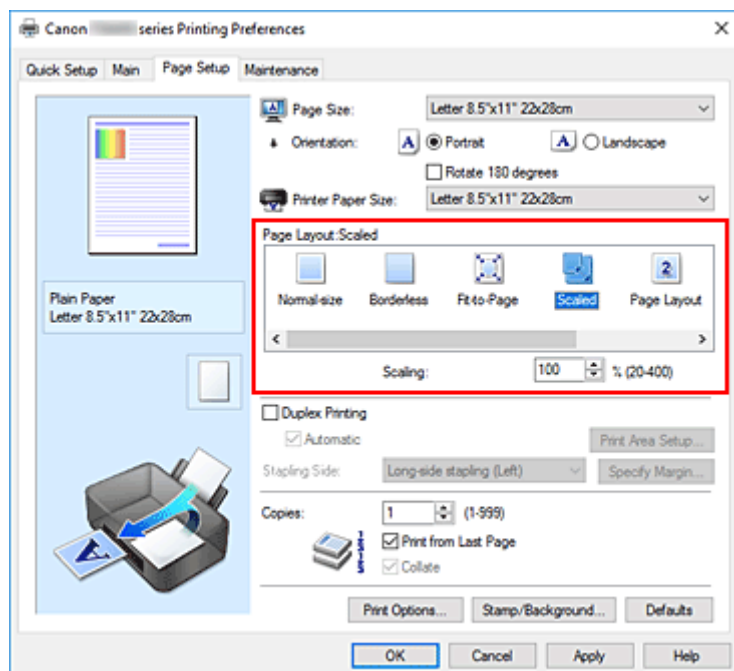 Canon series Printing Preferences
Quick Setup Main Page Setup Maintenance
Page Size: Letter 8.5"x11" 22x28cm
Orientation: A Portrait A Landscape
Rotate 180 degrees
Printer Paper Size: Letter 8.5"x11" 22x28cm
Page Layout:Scaled
Normal-size Borderless Fit-to-Page Scaled Page Layout
Scaling: 100 % (20-400)
Plain Paper
Letter 8.5"x11" 22x28cm
Duplex Printing
Automatic Print Area Setup...
Stapling Side: Long-side stapling (Left) Specify Margin...
Copies: 1 (1-999)
Print from Last Page
Collate
Print Options... Stamp/Background... Defaults
OK Cancel Apply Help